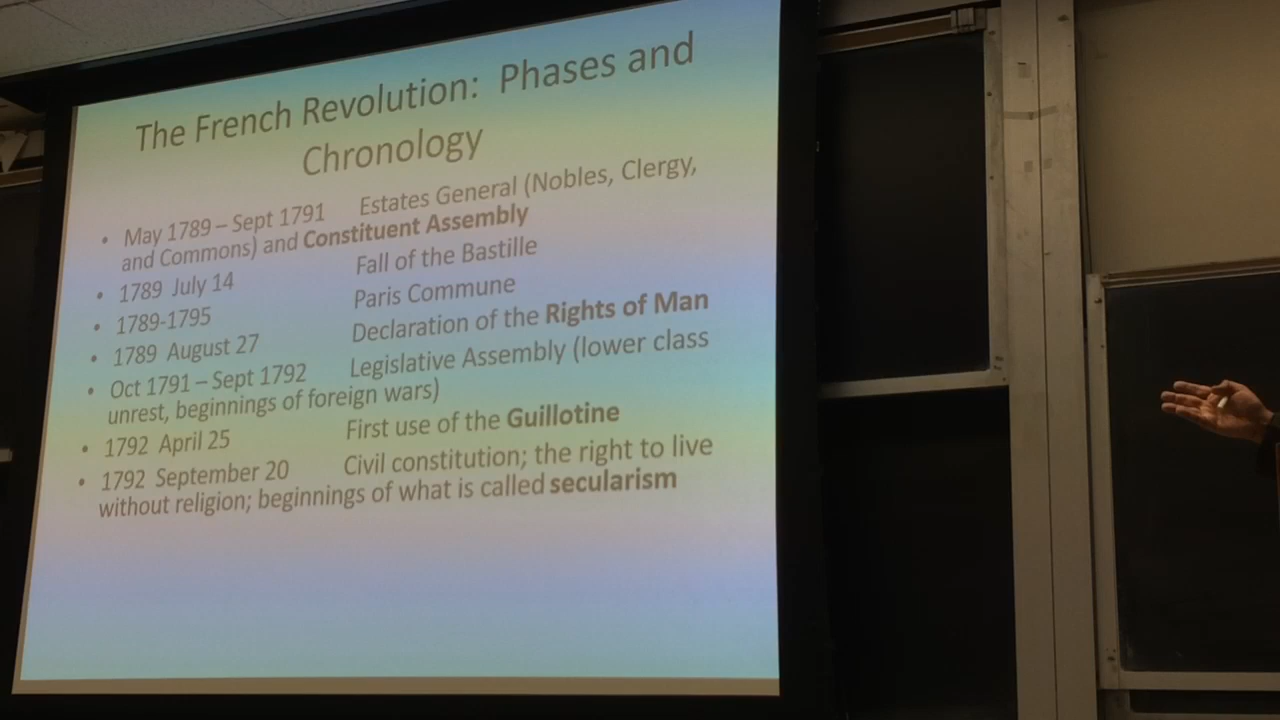 The French Revolution: Phases and
Chronology
• May 1789 – Sept 1791 Estates General (Nobles, Clergy,
and Commons) and Constituent Assembly
• 1789 July 14 Fall of the Bastille
• 1789-1795 Paris Commune
• 1789 August 27 Declaration of the Rights of Man
• Oct 1791 – Sept 1792 Legislative Assembly (lower class
unrest, beginnings of foreign wars)
• 1792 April 25 First use of the Guillotine
• 1792 September 20 Civil constitution; the right to live
without religion; beginnings of what is called secularism